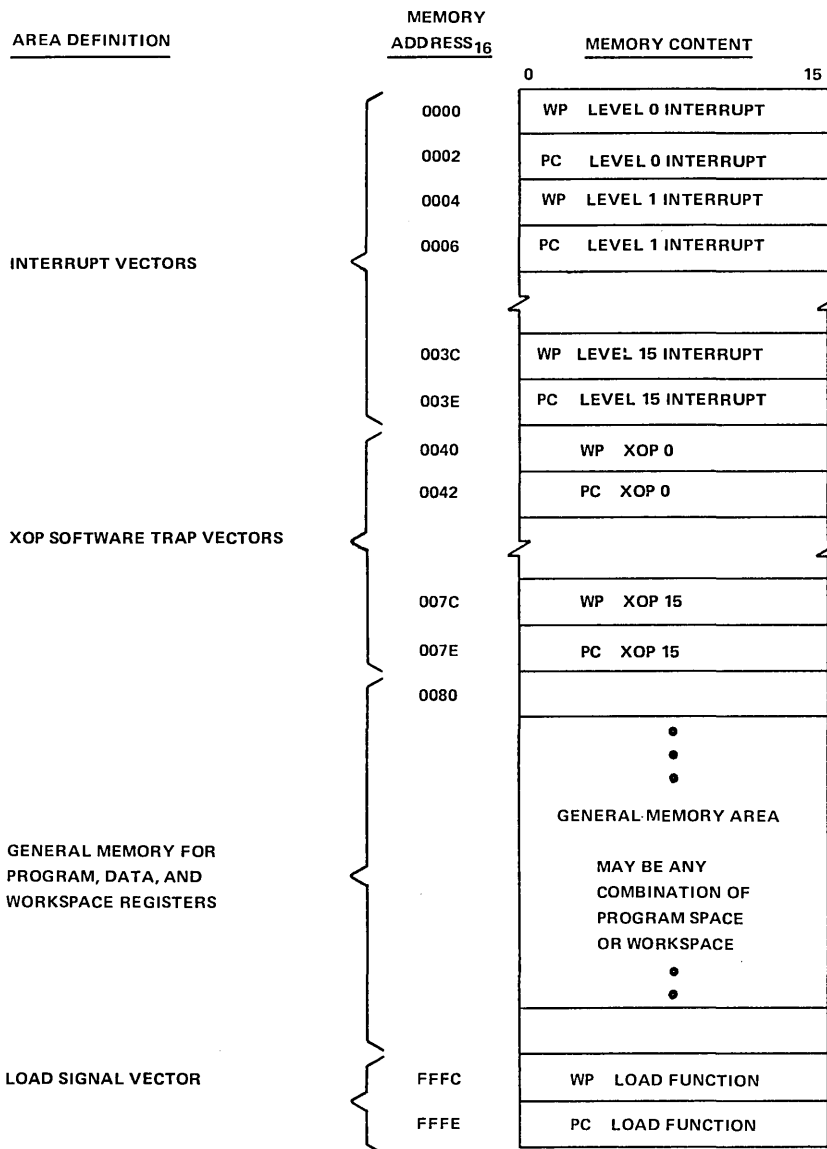 AREA DEFINITION
MEMORY
ADDRESS16
MEMORY CONTENT
0 15
0000 WP LEVEL 0 INTERRUPT
0002 PC LEVEL 0 INTERRUPT
0004 WP LEVEL 1 INTERRUPT
0006 PC LEVEL 1 INTERRUPT
INTERRUPT VECTORS
003C WP LEVEL 15 INTERRUPT
003E PC LEVEL 15 INTERRUPT
0040 WP XOP 0
0042 PC XOP 0
XOP SOFTWARE TRAP VECTORS
007C WP XOP 15
007E PC XOP 15
0080
GENERAL MEMORY AREA
GENERAL MEMORY FOR
PROGRAM, DATA, AND
WORKSPACE REGISTERS
MAY BE ANY
COMBINATION OF
PROGRAM SPACE
OR WORKSPACE
LOAD SIGNAL VECTOR
FFFC WP LOAD FUNCTION
FFFE PC LOAD FUNCTION